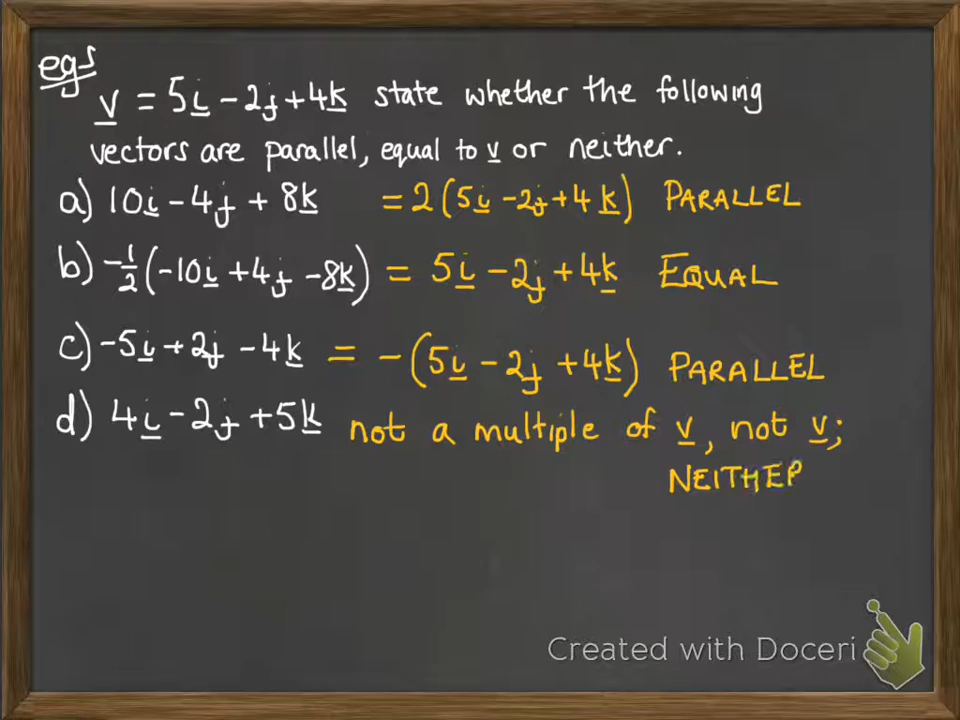 egs
v = 5i - 2j + 4k state whether the following
vectors are parallel, equal to v or neither.
a) 10i - 4j + 8k = 2(5i - 2j + 4k) PARALLEL
b) -1/2(-10i + 4j - 8k) = 5i - 2j + 4k EQUAL
c) -5i + 2j - 4k = -(5i - 2j + 4k) PARALLEL
d) 4i - 2j + 5k not a multiple of v, not v;
NEITHER
Created with Doceri